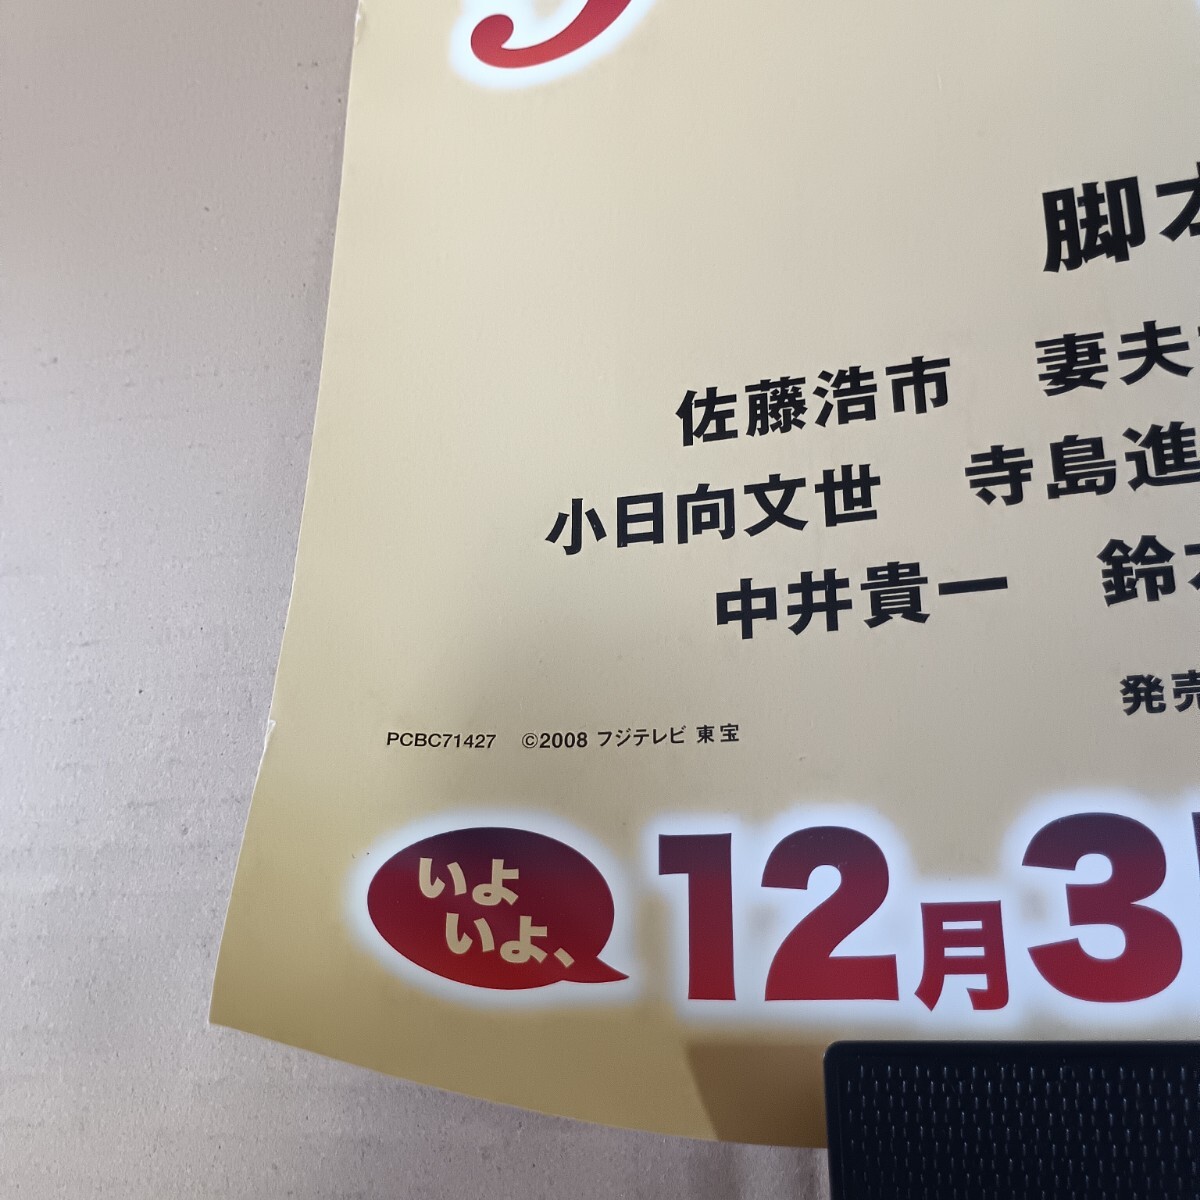 脚本
佐藤浩市 妻夫
小日向文世 寺島進
中井貴一 鈴木
発売
PCBC71427 ©2008 フジテレビ 東宝
いよ
いよ、
12月3